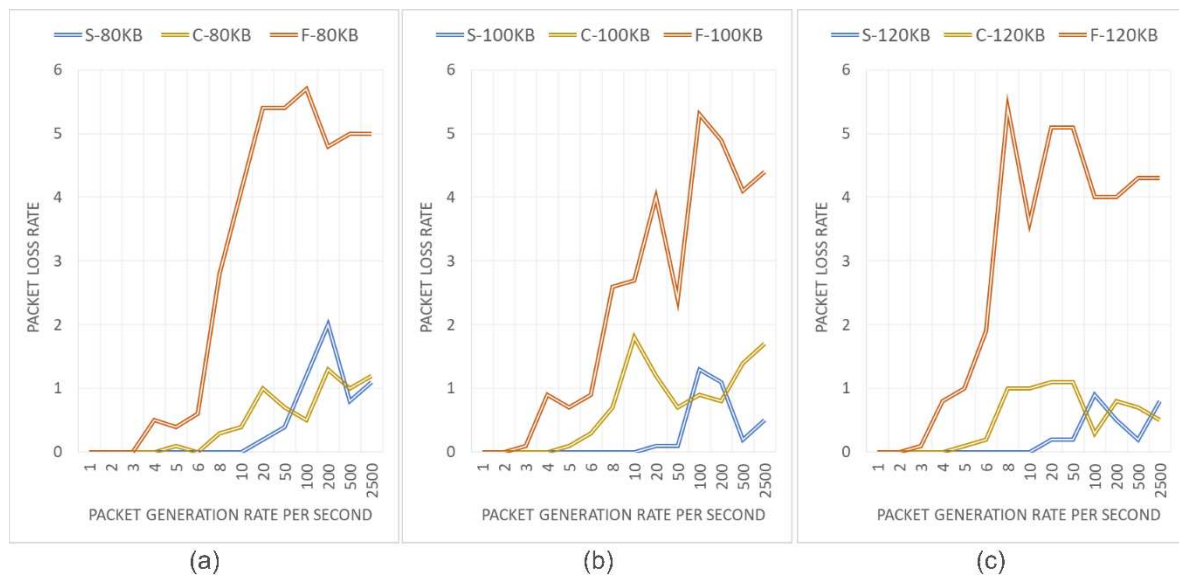 S-80KB C-80KB F-80KB
6
5
4
3
2
1
0
PACKET LOSS RATE
1 2 3 4 5 6 8 10 20 50 100 200 500 2500
PACKET GENERATION RATE PER SECOND
(a)
S-100KB C-100KB F-100KB
6
5
4
3
2
1
0
PACKET LOSS RATE
1 2 3 4 5 6 8 10 20 50 100 200 500 2500
PACKET GENERATION RATE PER SECOND
(b)
S-120KB C-120KB F-120KB
6
5
4
3
2
1
0
PACKET LOSS RATE
1 2 3 4 5 6 8 10 20 50 100 200 500 2500
PACKET GENERATION RATE PER SECOND
(c)